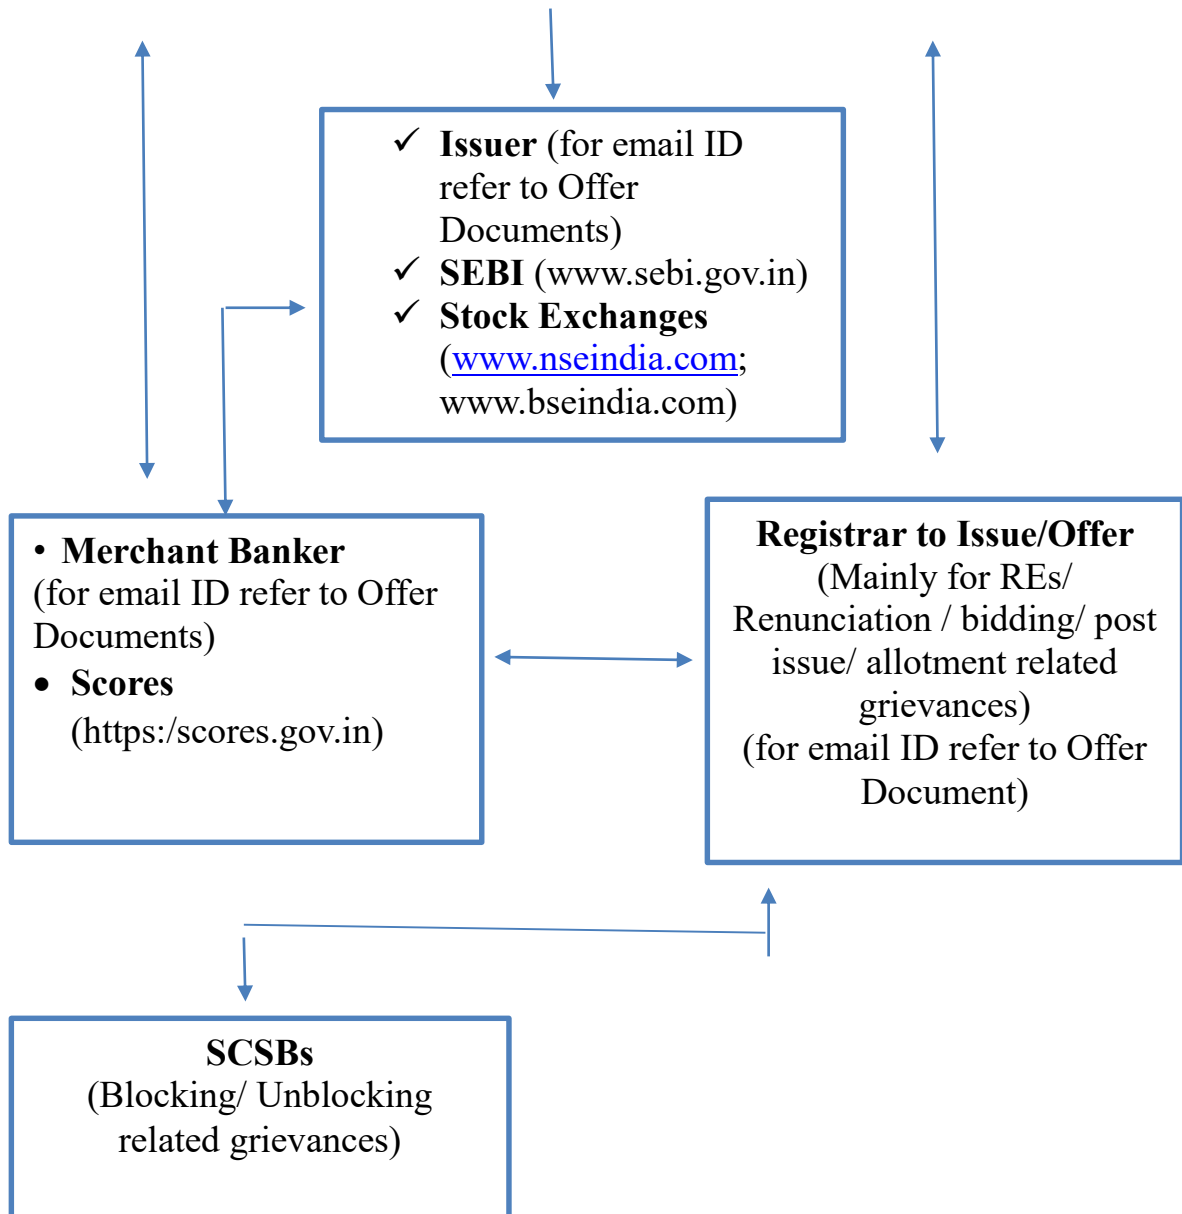 ✓ Issuer (for email ID
refer to Offer
Documents)
✓ SEBI (www.sebi.gov.in)
✓ Stock Exchanges
(www.nseindia.com;
www.bseindia.com)
• Merchant Banker
(for email ID refer to Offer
Documents)
• Scores
(https:/scores.gov.in)
Registrar to Issue/Offer
(Mainly for REs/
Renunciation / bidding/ post
issue/ allotment related
grievances)
(for email ID refer to Offer
Document)
SCSBs
(Blocking/ Unblocking
related grievances)